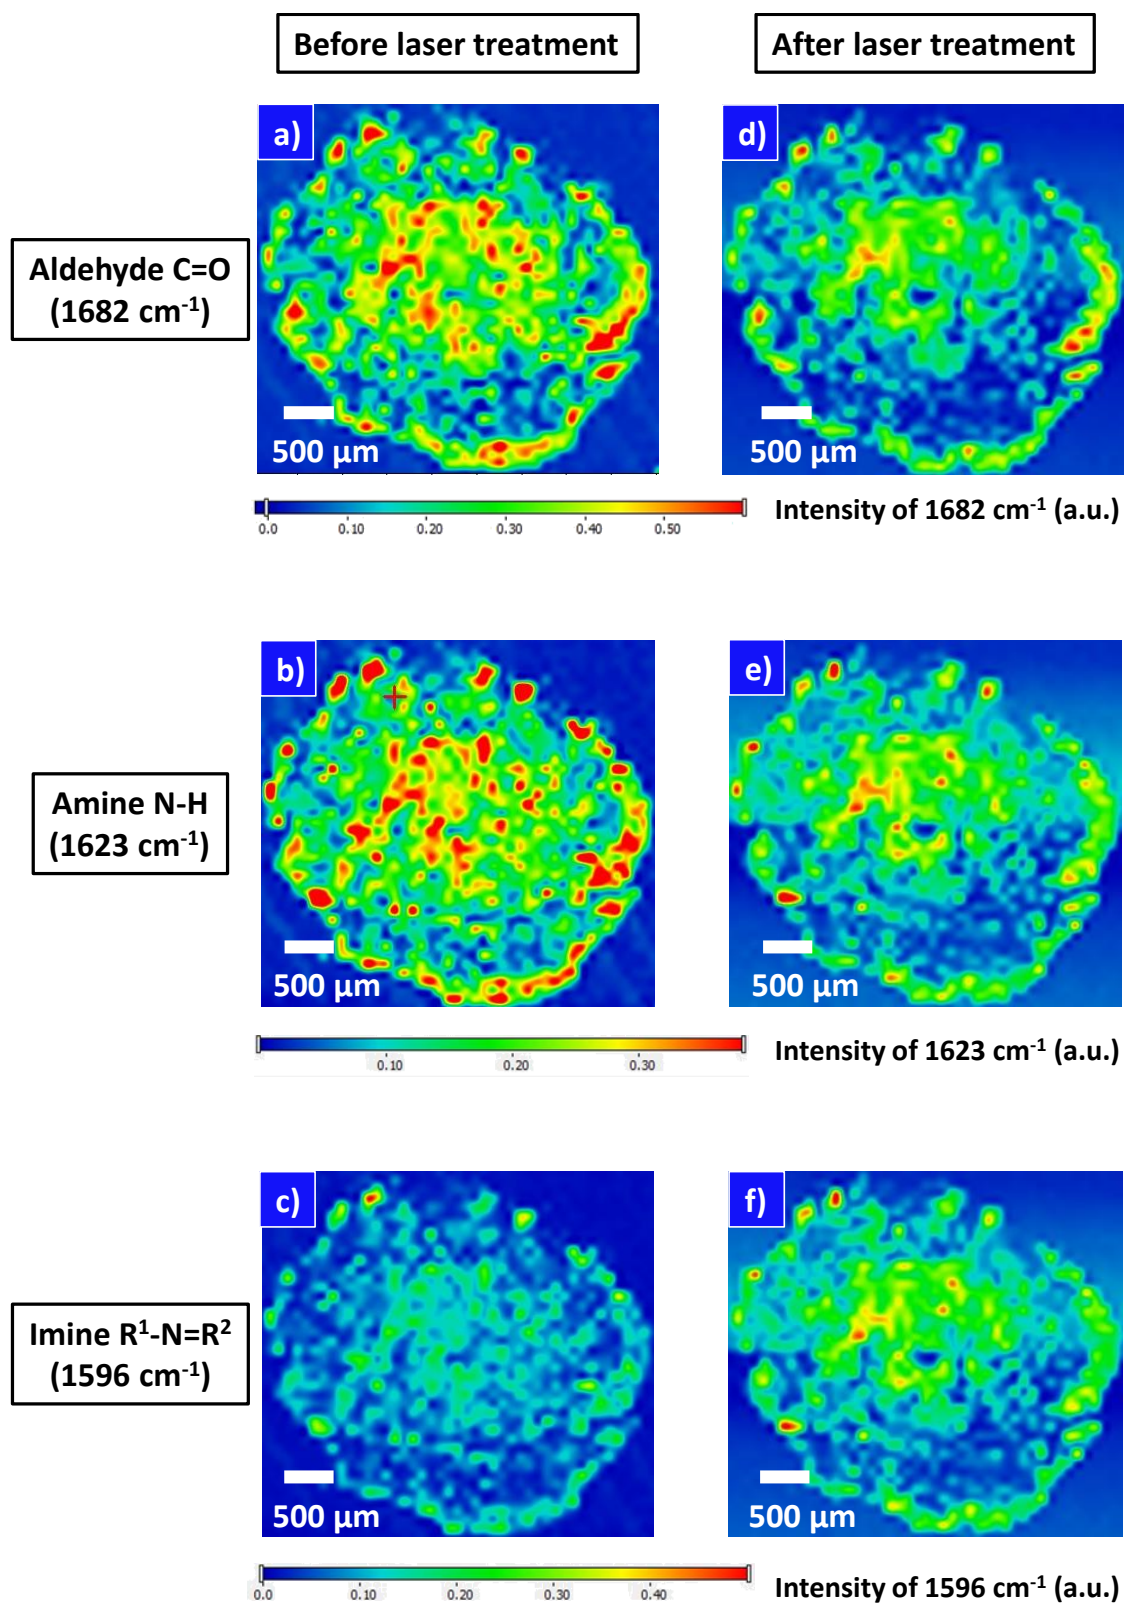 Before laser treatment
After laser treatment
a)
d)
Aldehyde C=O
(1682 cm⁻¹)
500 µm
500 µm
0.0 0.10 0.20 0.30 0.40 0.50
Intensity of 1682 cm⁻¹ (a.u.)
b)
e)
Amine N-H
(1623 cm⁻¹)
500 µm
500 µm
0.10 0.20 0.30
Intensity of 1623 cm⁻¹ (a.u.)
c)
f)
Imine R¹-N=R²
(1596 cm⁻¹)
500 µm
500 µm
0.0 0.10 0.20 0.30 0.40
Intensity of 1596 cm⁻¹ (a.u.)